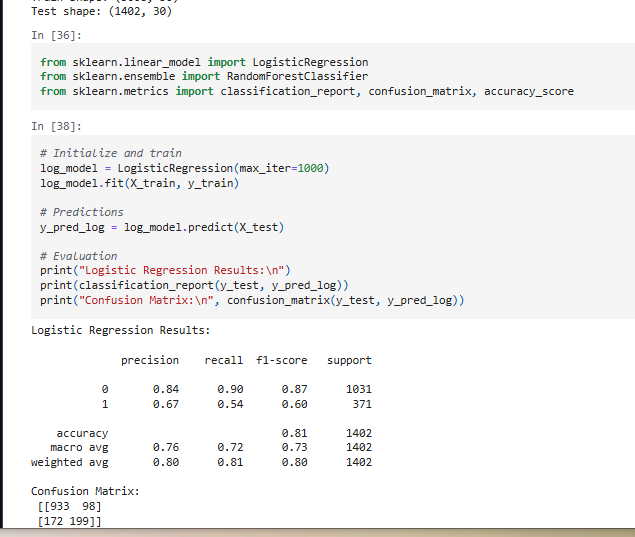 Test shape: (1402, 30)
In [36]:
from sklearn.linear_model import LogisticRegression
from sklearn.ensemble import RandomForestClassifier
from sklearn.metrics import classification_report, confusion_matrix, accuracy_score
In [38]:
# Initialize and train
log_model = LogisticRegression(max_iter=1000)
log_model.fit(X_train, y_train)
# Predictions
y_pred_log = log_model.predict(X_test)
# Evaluation
print("Logistic Regression Results:\n")
print(classification_report(y_test, y_pred_log))
print("Confusion Matrix:\n", confusion_matrix(y_test, y_pred_log))
Logistic Regression Results:
precision recall f1-score support
0 0.84 0.90 0.87 1031
1 0.67 0.54 0.60 371
accuracy 0.81 1402
macro avg 0.76 0.72 0.73 1402
weighted avg 0.80 0.81 0.80 1402
Confusion Matrix:
[[933 98]
[172 199]]